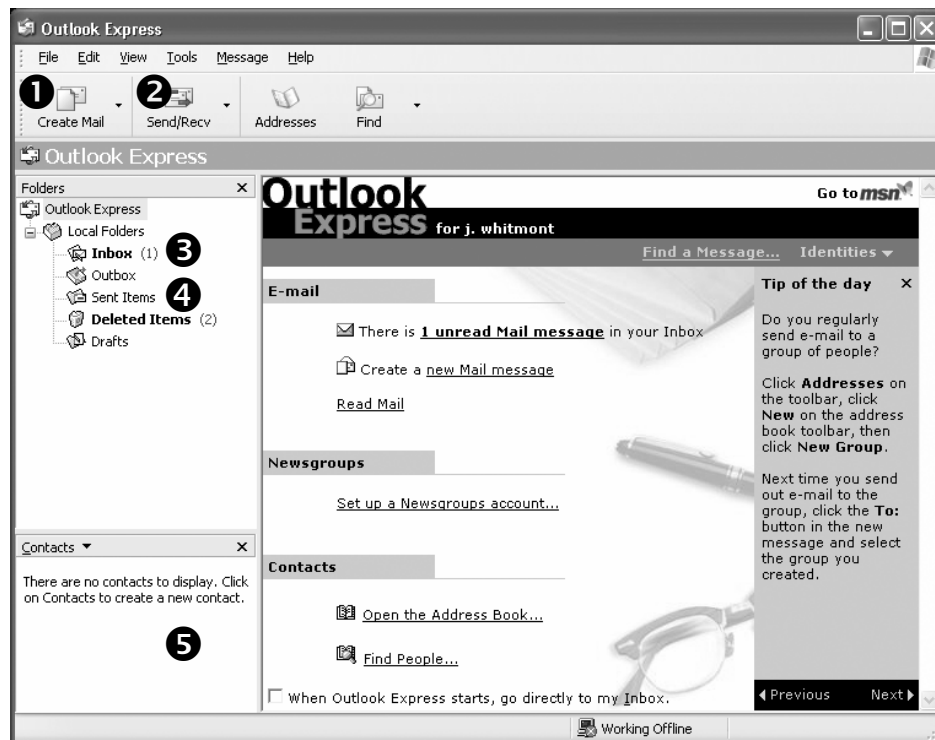 Outlook Express
File Edit View Tools Message Help
❶ ❷
Create Mail Send/Recv Addresses Find
Outlook Express
Folders
Outlook Express
Local Folders
Inbox (1) ❸
Outbox
Sent Items ❹
Deleted Items (2)
Drafts
Contacts
There are no contacts to display. Click
on Contacts to create a new contact.
❺
Outlook
Go to msn
Express for j. whitmont
Find a Message... Identities
E-mail
There is 1 unread Mail message in your Inbox
Create a new Mail message
Read Mail
Newsgroups
Set up a Newsgroups account...
Contacts
Open the Address Book...
Find People...
When Outlook Express starts, go directly to my Inbox.
Tip of the day
Do you regularly
send e-mail to a
group of people?
Click Addresses on
the toolbar, click
New on the address
book toolbar, then
click New Group.
Next time you send
out e-mail to the
group, click the To:
button in the new
message and select
the group you
created.
Previous Next
Working Offline